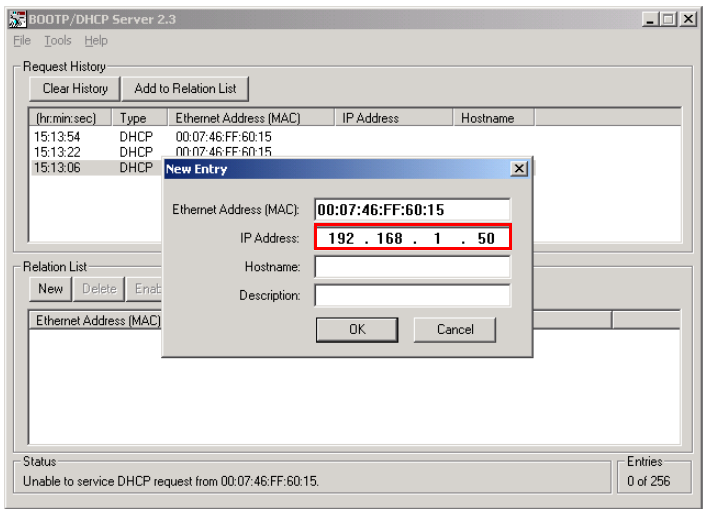 BOOTP/DHCP Server 2.3
File Tools Help
Request History
Clear History Add to Relation List
(hr:min:sec) Type Ethernet Address (MAC) IP Address Hostname
15:13:54 DHCP 00:07:46:FF:60:15
15:13:22 DHCP 00:07:46:FF:60:15
15:13:06 DHCP
New Entry
Ethernet Address (MAC): 00:07:46:FF:60:15
IP Address: 192 . 168 . 1 . 50
Hostname:
Description:
OK Cancel
Relation List
New Delete Enab
Ethernet Address (MAC)
Status
Unable to service DHCP request from 00:07:46:FF:60:15.
Entries
0 of 256